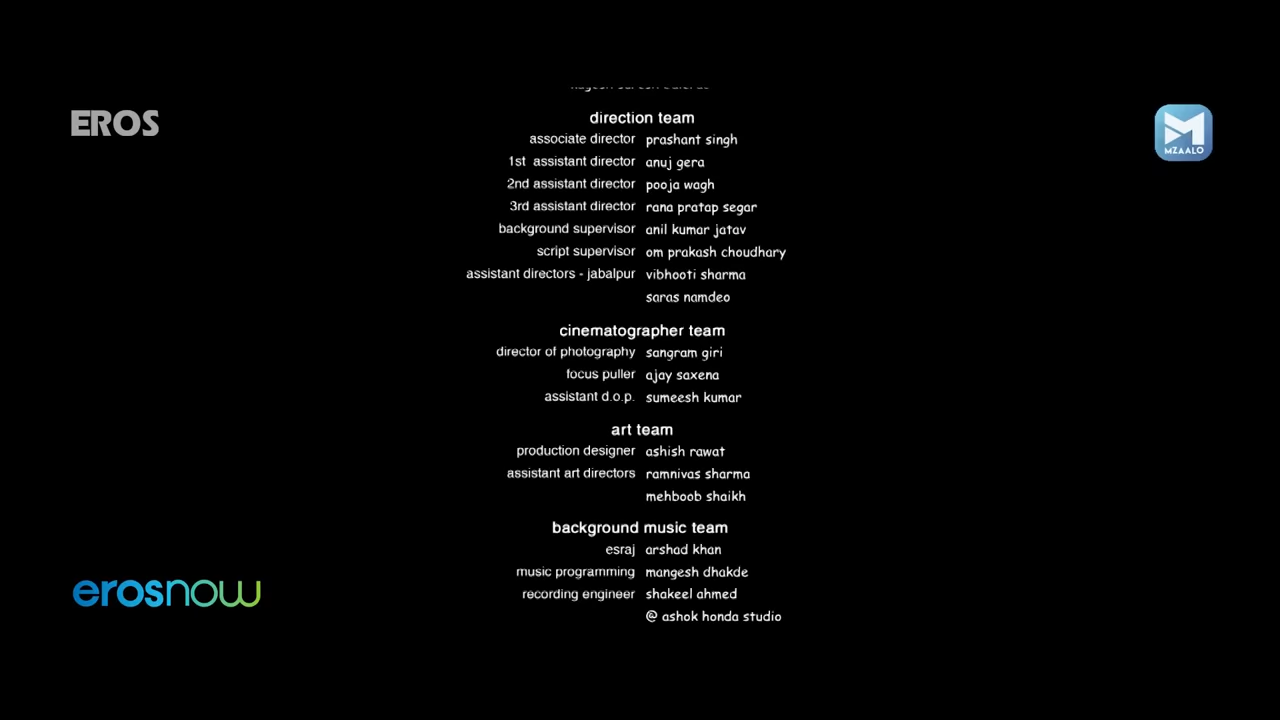 EROS
MZAALO
direction team
associate director prashant singh
1st assistant director anuj gera
2nd assistant director pooja wagh
3rd assistant director rana pratap segar
background supervisor anil kumar jatav
script supervisor om prakash choudhary
assistant directors - jabalpur vibhooti sharma
saras namdeo
cinematographer team
director of photography sangram giri
focus puller ajay saxena
assistant d.o.p. sumeesh kumar
art team
production designer ashish rawat
assistant art directors ramnivas sharma
mehboob shaikh
background music team
esraj arshad khan
music programming mangesh dhakde
recording engineer shakeel ahmed
@ ashok honda studio
erosnow